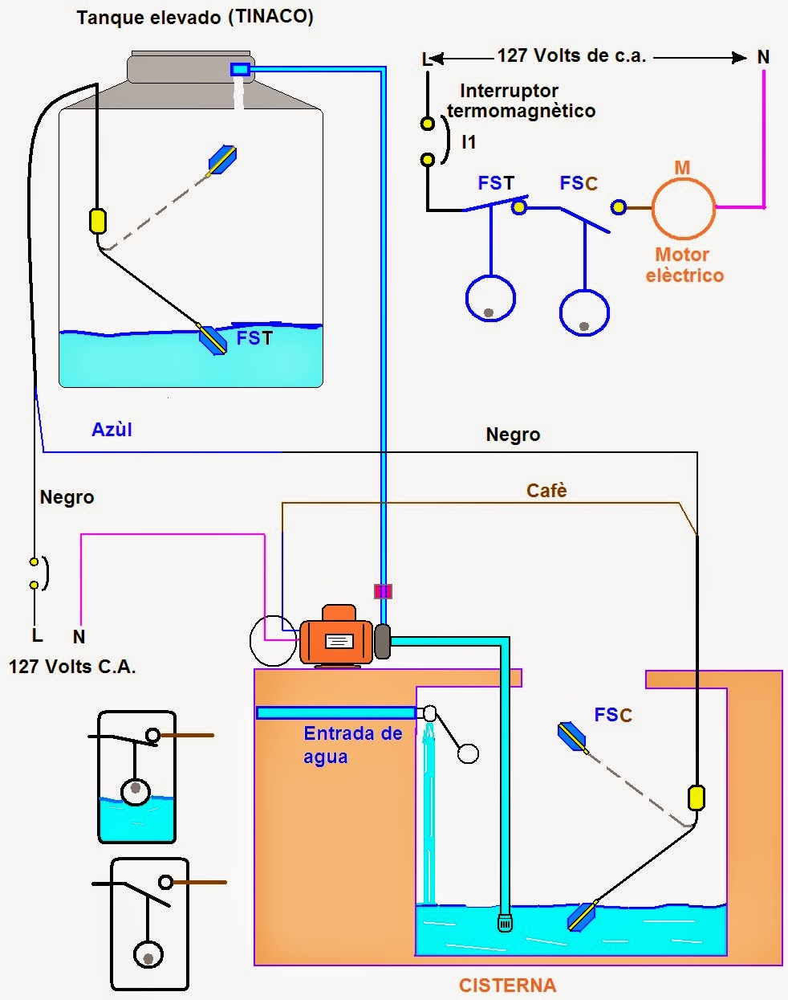 Tanque elevado (TINACO)
L
127 Volts de c.a.
N
Interruptor
termomagnètico
I1
FST
FSC
M
Motor
elèctrico
FST
Azùl
Negro
Negro
Cafè
L
N
127 Volts C.A.
Entrada de
agua
FSC
CISTERNA